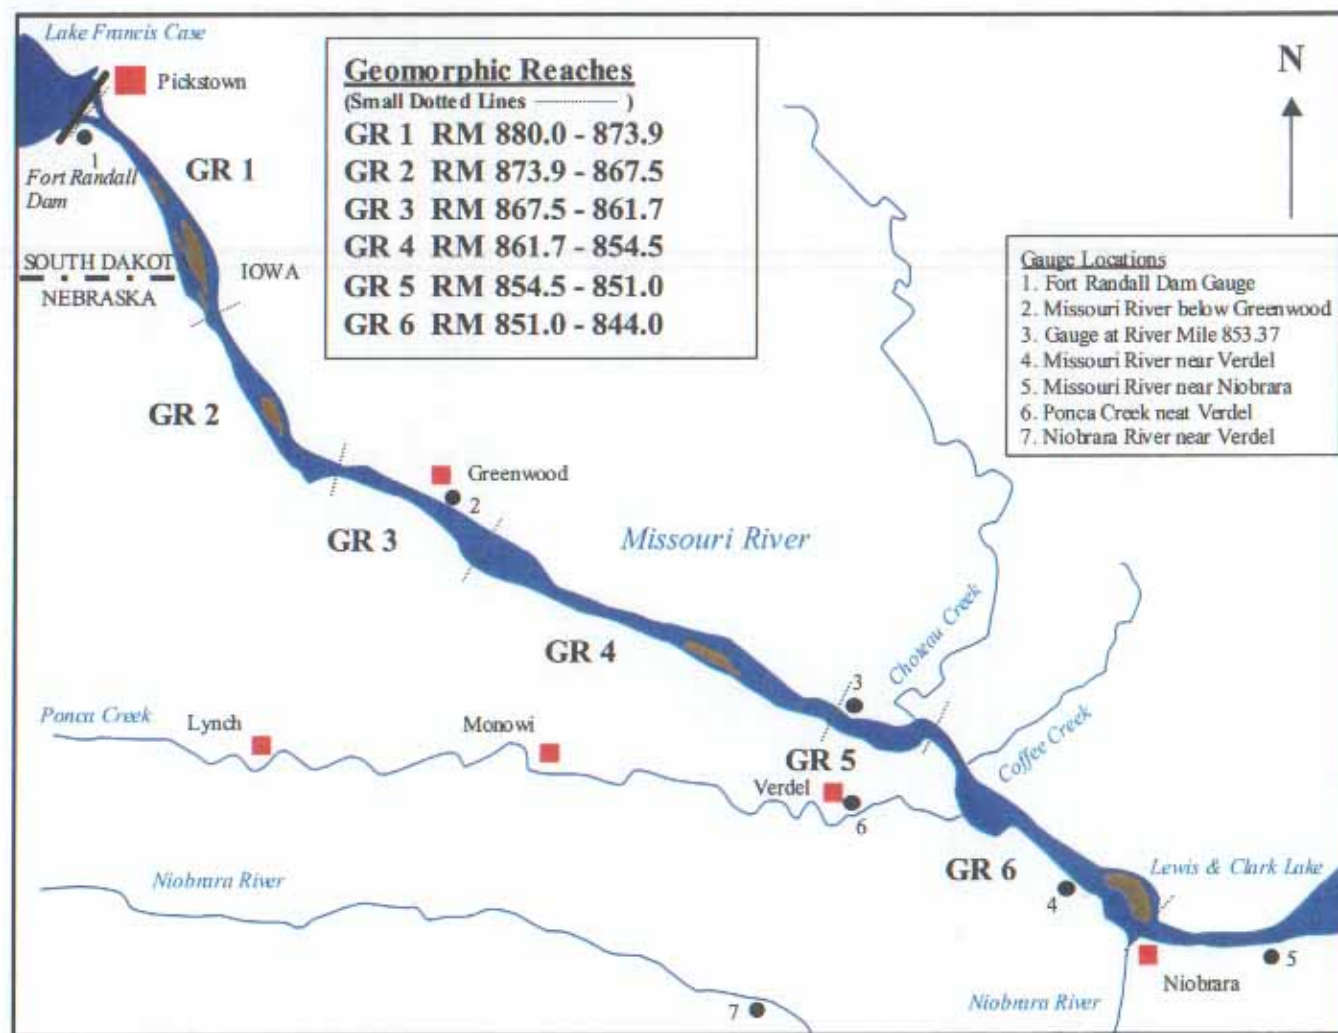 Lake Francis Case
Pickstown
1
Fort Randall
Dam
GR 1
Geomorphic Reaches
(Small Dotted Lines ············ )
GR 1 RM 880.0 - 873.9
GR 2 RM 873.9 - 867.5
GR 3 RM 867.5 - 861.7
GR 4 RM 861.7 - 854.5
GR 5 RM 854.5 - 851.0
GR 6 RM 851.0 - 844.0
N
Gauge Locations
1. Fort Randall Dam Gauge
2. Missouri River below Greenwood
3. Gauge at River Mile 853.37
4. Missouri River near Verdel
5. Missouri River near Niobrara
6. Ponca Creek neat Verdel
7. Niobrara River near Verdel
SOUTH DAKOTA
IOWA
NEBRASKA
GR 2
Greenwood
2
GR 3
Missouri River
GR 4
Choseau Creek
3
Ponca Creek
Lynch
Monowi
GR 5
Coffee Creek
Verdel
6
GR 6
Lewis & Clark Lake
Niobrara River
4
5
Niobrara
Niobrara River
7